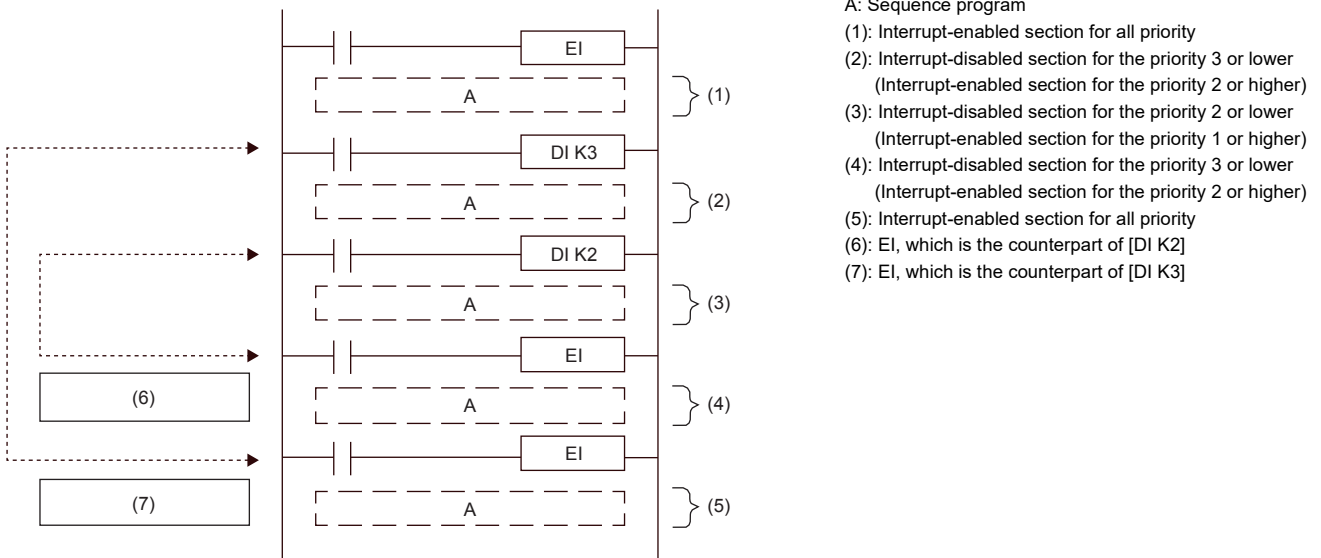 EI
A
(1)
DI K3
A
(2)
DI K2
A
(3)
EI
(6)
A
(4)
EI
(7)
A
(5)
A: Sequence program
(1): Interrupt-enabled section for all priority
(2): Interrupt-disabled section for the priority 3 or lower
(Interrupt-enabled section for the priority 2 or higher)
(3): Interrupt-disabled section for the priority 2 or lower
(Interrupt-enabled section for the priority 1 or higher)
(4): Interrupt-disabled section for the priority 3 or lower
(Interrupt-enabled section for the priority 2 or higher)
(5): Interrupt-enabled section for all priority
(6): EI, which is the counterpart of [DI K2]
(7): EI, which is the counterpart of [DI K3]